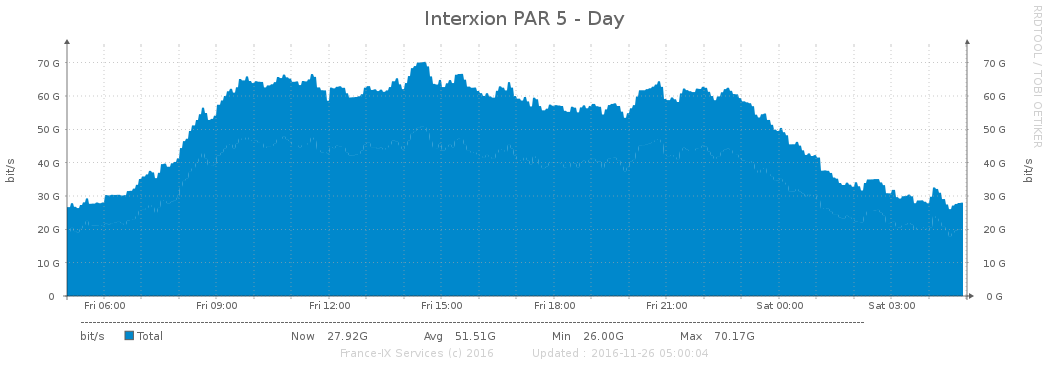 Interxion PAR 5 - Day
RRDTOOL / TOBI OETIKER
bit/s
70 G 70 G
60 G 60 G
50 G 50 G
40 G 40 G
30 G 30 G
20 G 20 G
10 G 10 G
0 0 G
bit/s
Fri 06:00 Fri 09:00 Fri 12:00 Fri 15:00 Fri 18:00 Fri 21:00 Sat 00:00 Sat 03:00
bit/s Total Now 27.92G Avg 51.51G Min 26.00G Max 70.17G
France-IX Services (c) 2016 Updated : 2016-11-26 05:00:04